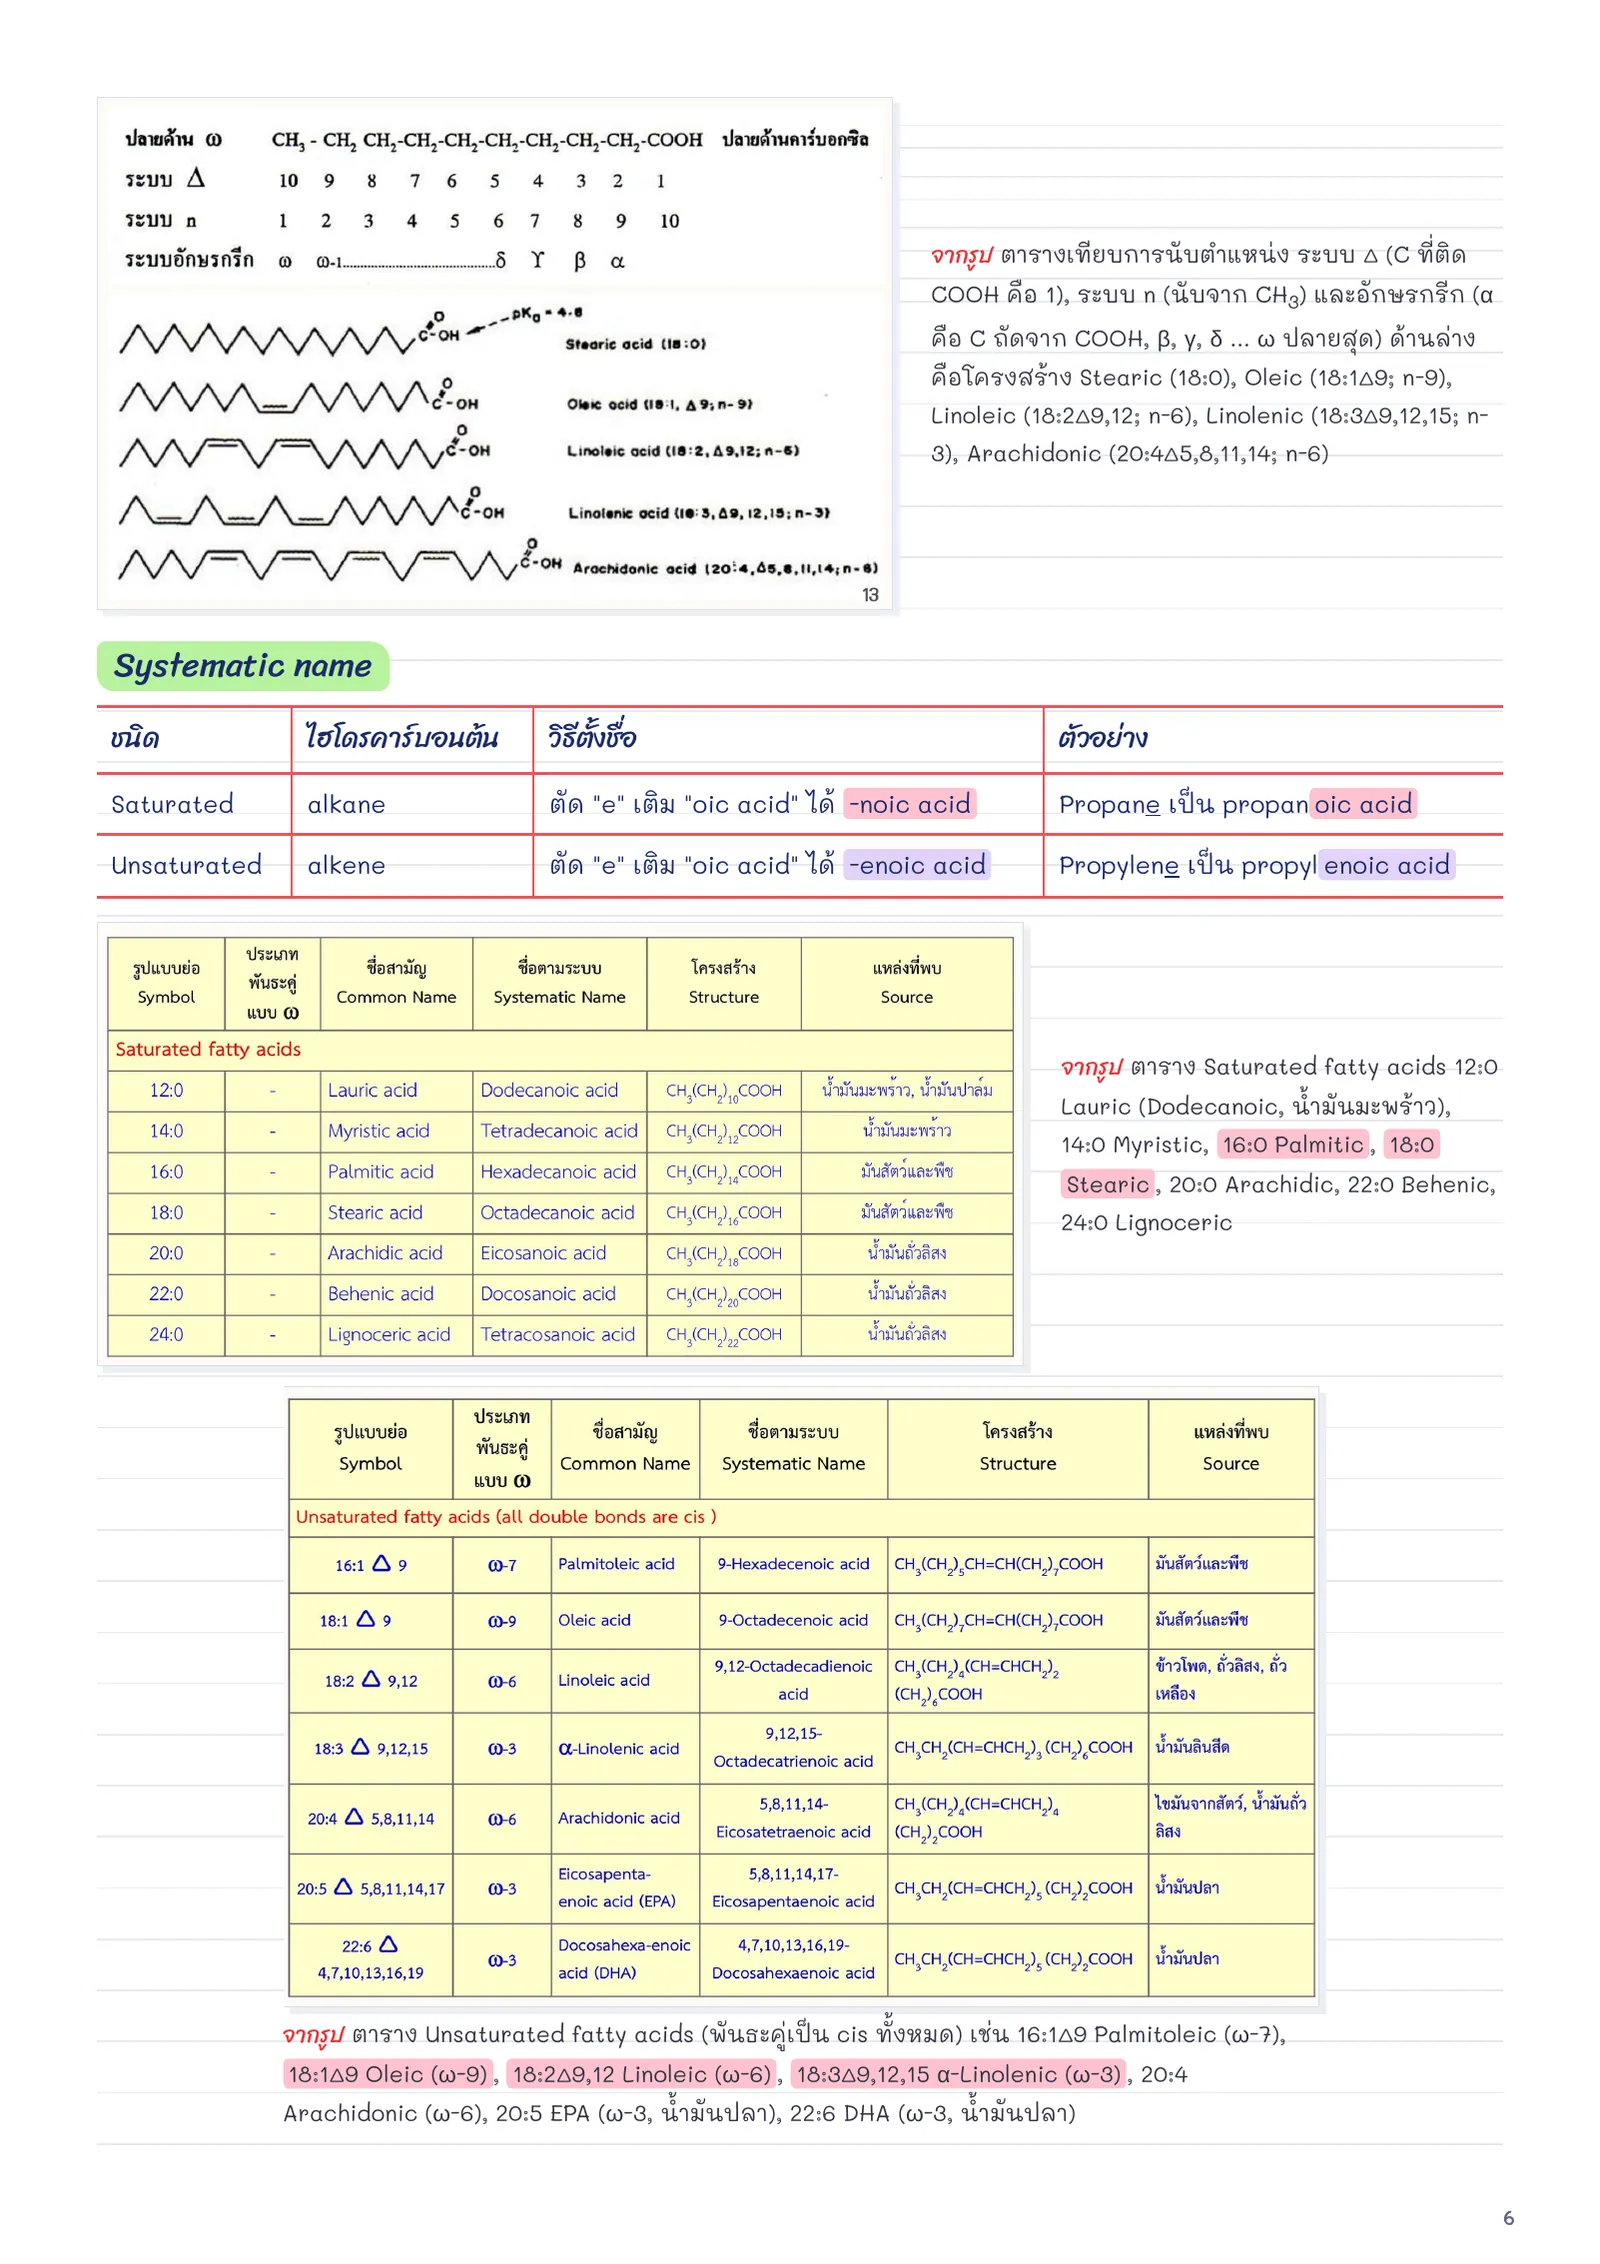 ปลายด้าน ω CH3 - CH2 CH2-CH2-CH2-CH2-CH2-CH2-CH2-COOH ปลายด้านคาร์บอกซิล
ระบบ Δ 10 9 8 7 6 5 4 3 2 1
ระบบ n 1 2 3 4 5 6 7 8 9 10
ระบบอักษรกรีก ω ω-1..........................................δ ϒ β α
O
C-OH
pKa = 4.8
Stearic acid (18:0)
O
C-OH
Oleic acid (18:1, Δ9; n-9)
O
C-OH
Linoleic acid (18:2, Δ9,12; n-6)
O
C-OH
Linolenic acid (18:3, Δ9,12,15; n-3)
O
C-OH
Arachidonic acid (20:4, Δ5,8,11,14; n-6)
13
จากรูป ตารางเทียบการนับตำแหน่ง ระบบ Δ (C ที่ติด
COOH คือ 1), ระบบ n (นับจาก CH3) และอักษรกรีก (α
คือ C ถัดจาก COOH, β, γ, δ ... ω ปลายสุด) ด้านล่าง
คือโครงสร้าง Stearic (18:0), Oleic (18:1Δ9; n-9),
Linoleic (18:2Δ9,12; n-6), Linolenic (18:3Δ9,12,15; n-
3), Arachidonic (20:4Δ5,8,11,14; n-6)
Systematic name
ชนิด ไฮโดรคาร์บอนต้น วิธีตั้งชื่อ ตัวอย่าง
Saturated alkane ตัด "e" เติม "oic acid" ได้ -noic acid Propane เป็น propanoic acid
Unsaturated alkene ตัด "e" เติม "oic acid" ได้ -enoic acid Propylene เป็น propylenoic acid
รูปแบบย่อ Symbol ประเภทพันธะคู่แบบ ω ชื่อสามัญ Common Name ชื่อตามระบบ Systematic Name โครงสร้าง Structure แหล่งที่พบ Source
Saturated fatty acids
12:0 - Lauric acid Dodecanoic acid CH3(CH2)10COOH น้ำมันมะพร้าว, น้ำมันปาล์ม
14:0 - Myristic acid Tetradecanoic acid CH3(CH2)12COOH น้ำมันมะพร้าว
16:0 - Palmitic acid Hexadecanoic acid CH3(CH2)14COOH มันสัตว์และพืช
18:0 - Stearic acid Octadecanoic acid CH3(CH2)16COOH มันสัตว์และพืช
20:0 - Arachidic acid Eicosanoic acid CH3(CH2)18COOH น้ำมันถั่วลิสง
22:0 - Behenic acid Docosanoic acid CH3(CH2)20COOH น้ำมันถั่วลิสง
24:0 - Lignoceric acid Tetracosanoic acid CH3(CH2)22COOH น้ำมันถั่วลิสง
จากรูป ตาราง Saturated fatty acids 12:0
Lauric (Dodecanoic, น้ำมันมะพร้าว),
14:0 Myristic, 16:0 Palmitic, 18:0
Stearic, 20:0 Arachidic, 22:0 Behenic,
24:0 Lignoceric
รูปแบบย่อ Symbol ประเภทพันธะคู่แบบ ω ชื่อสามัญ Common Name ชื่อตามระบบ Systematic Name โครงสร้าง Structure แหล่งที่พบ Source
Unsaturated fatty acids (all double bonds are cis )
16:1 Δ 9 ω-7 Palmitoleic acid 9-Hexadecenoic acid CH3(CH2)5CH=CH(CH2)7COOH มันสัตว์และพืช
18:1 Δ 9 ω-9 Oleic acid 9-Octadecenoic acid CH3(CH2)7CH=CH(CH2)7COOH มันสัตว์และพืช
18:2 Δ 9,12 ω-6 Linoleic acid 9,12-Octadecadienoic acid CH3(CH2)4(CH=CHCH2)2 (CH2)6COOH ข้าวโพด, ถั่วลิสง, ถั่วเหลือง
18:3 Δ 9,12,15 ω-3 α-Linolenic acid 9,12,15-Octadecatrienoic acid CH3CH2(CH=CHCH2)3 (CH2)6COOH น้ำมันลินสีด
20:4 Δ 5,8,11,14 ω-6 Arachidonic acid 5,8,11,14-Eicosatetraenoic acid CH3(CH2)4(CH=CHCH2)4 (CH2)2COOH ไขมันจากสัตว์, น้ำมันถั่วลิสง
20:5 Δ 5,8,11,14,17 ω-3 Eicosapenta-enoic acid (EPA) 5,8,11,14,17-Eicosapentaenoic acid CH3CH2(CH=CHCH2)5 (CH2)2COOH น้ำมันปลา
22:6 Δ 4,7,10,13,16,19 ω-3 Docosahexa-enoic acid (DHA) 4,7,10,13,16,19-Docosahexaenoic acid CH3CH2(CH=CHCH2)5 (CH2)2COOH น้ำมันปลา
จากรูป ตาราง Unsaturated fatty acids (พันธะคู่เป็น cis ทั้งหมด) เช่น 16:1Δ9 Palmitoleic (ω-7),
18:1Δ9 Oleic (ω-9), 18:2Δ9,12 Linoleic (ω-6), 18:3Δ9,12,15 α-Linolenic (ω-3), 20:4
Arachidonic (ω-6), 20:5 EPA (ω-3, น้ำมันปลา), 22:6 DHA (ω-3, น้ำมันปลา)
6